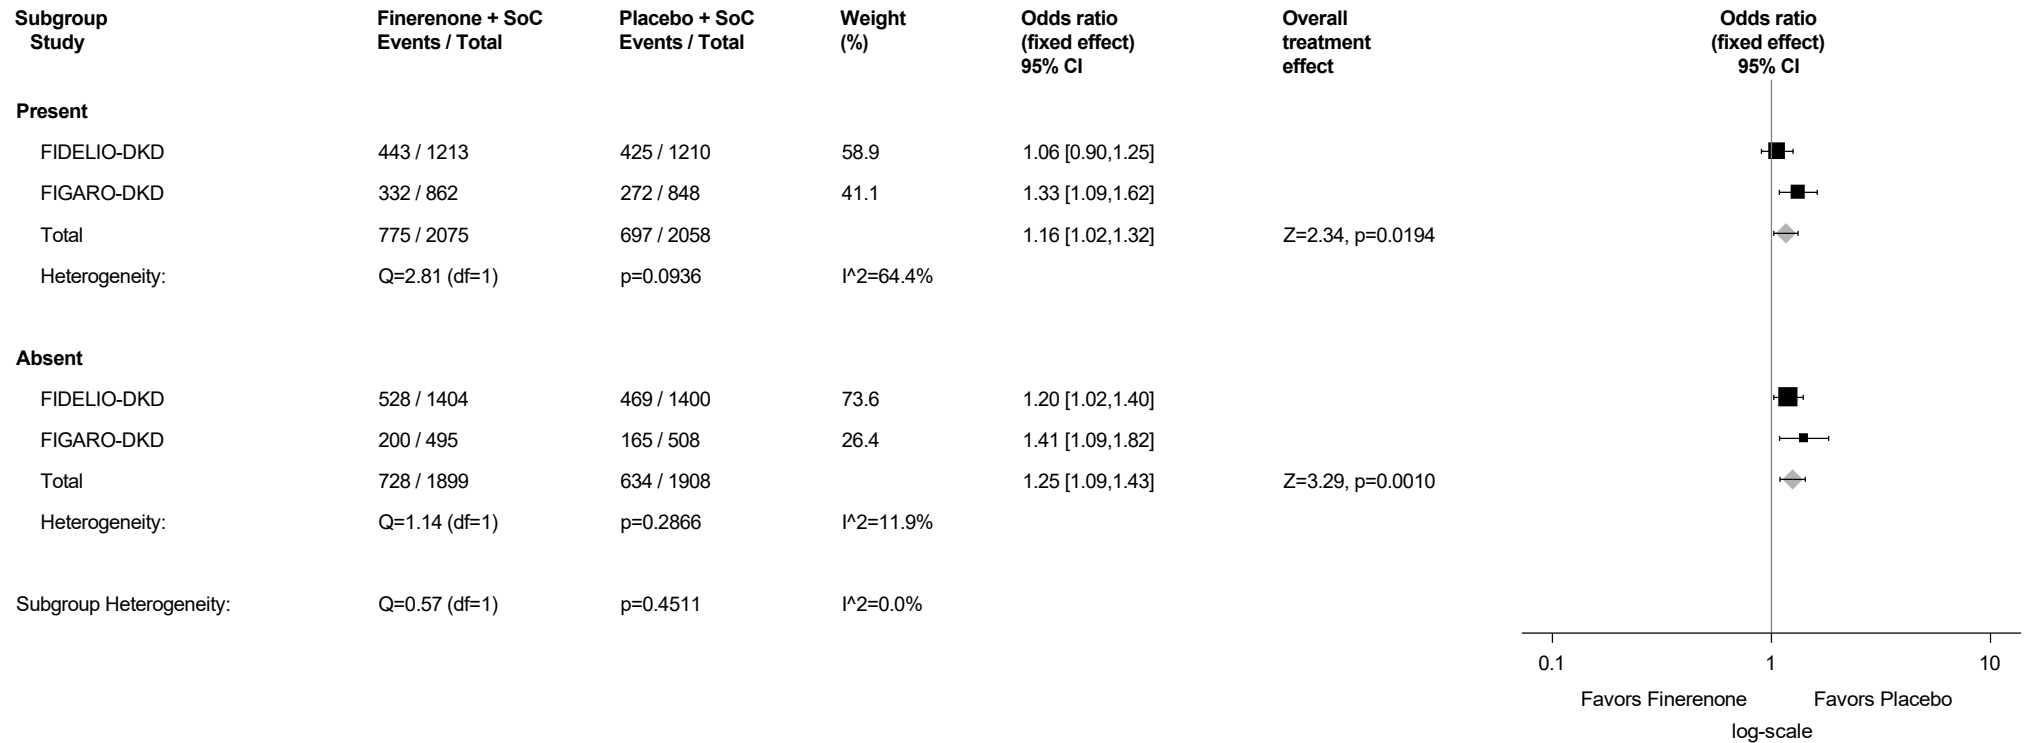 Subgroup Finerenone + SoC Placebo + SoC Weight Odds ratio Overall Odds ratio
Study Events / Total Events / Total (%) (fixed effect) treatment (fixed effect)
95% CI effect 95% CI
Present
FIDELIO-DKD 443 / 1213 425 / 1210 58.9 1.06 [0.90,1.25]
FIGARO-DKD 332 / 862 272 / 848 41.1 1.33 [1.09,1.62]
Total 775 / 2075 697 / 2058 1.16 [1.02,1.32] Z=2.34, p=0.0194
Heterogeneity: Q=2.81 (df=1) p=0.0936 I^2=64.4%
Absent
FIDELIO-DKD 528 / 1404 469 / 1400 73.6 1.20 [1.02,1.40]
FIGARO-DKD 200 / 495 165 / 508 26.4 1.41 [1.09,1.82]
Total 728 / 1899 634 / 1908 1.25 [1.09,1.43] Z=3.29, p=0.0010
Heterogeneity: Q=1.14 (df=1) p=0.2866 I^2=11.9%
Subgroup Heterogeneity: Q=0.57 (df=1) p=0.4511 I^2=0.0%
0.1 1 10
Favors Finerenone Favors Placebo
log-scale